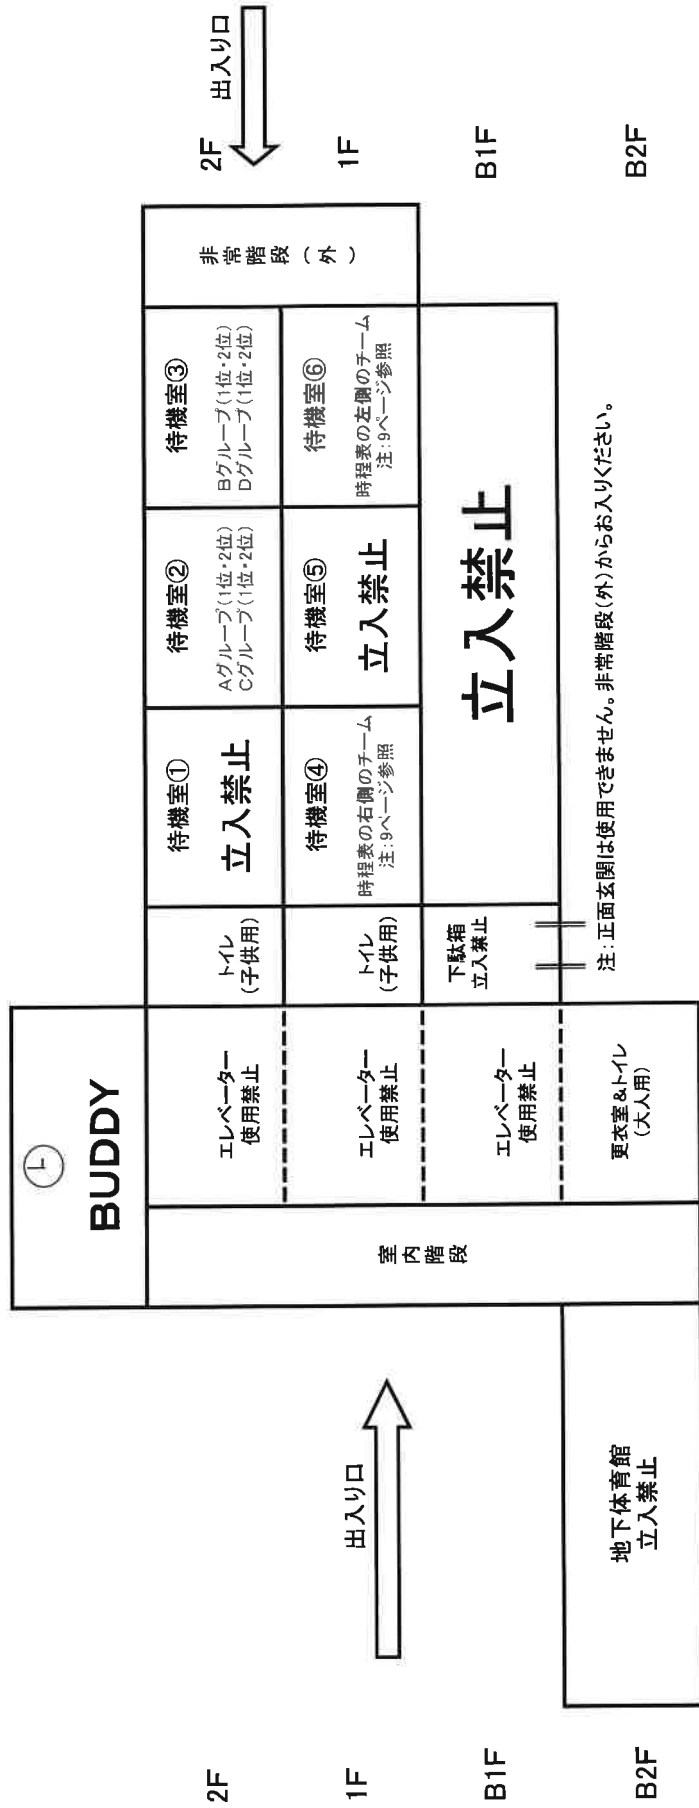 BUDDY
2F
エレベーター
使用禁止
トイレ
(子供用)
待機室①
立入禁止
待機室②
Aグループ(1位・2位)
Cグループ(1位・2位)
待機室③
Bグループ(1位・2位)
Dグループ(1位・2位)
非常階段(外)
2F
出入り口
出入り口
1F
室内階段
エレベーター
使用禁止
トイレ
(子供用)
待機室④
時程表の右側のチーム
注:9ページ参照
待機室⑤
立入禁止
待機室⑥
時程表の左側のチーム
注:9ページ参照
1F
B1F
エレベーター
使用禁止
下駄箱
立入禁止
立入禁止
B1F
B2F
地下体育館
立入禁止
更衣室&トイレ
(大人用)
注:正面玄関は使用できません。非常階段(外)からお入りください。
B2F